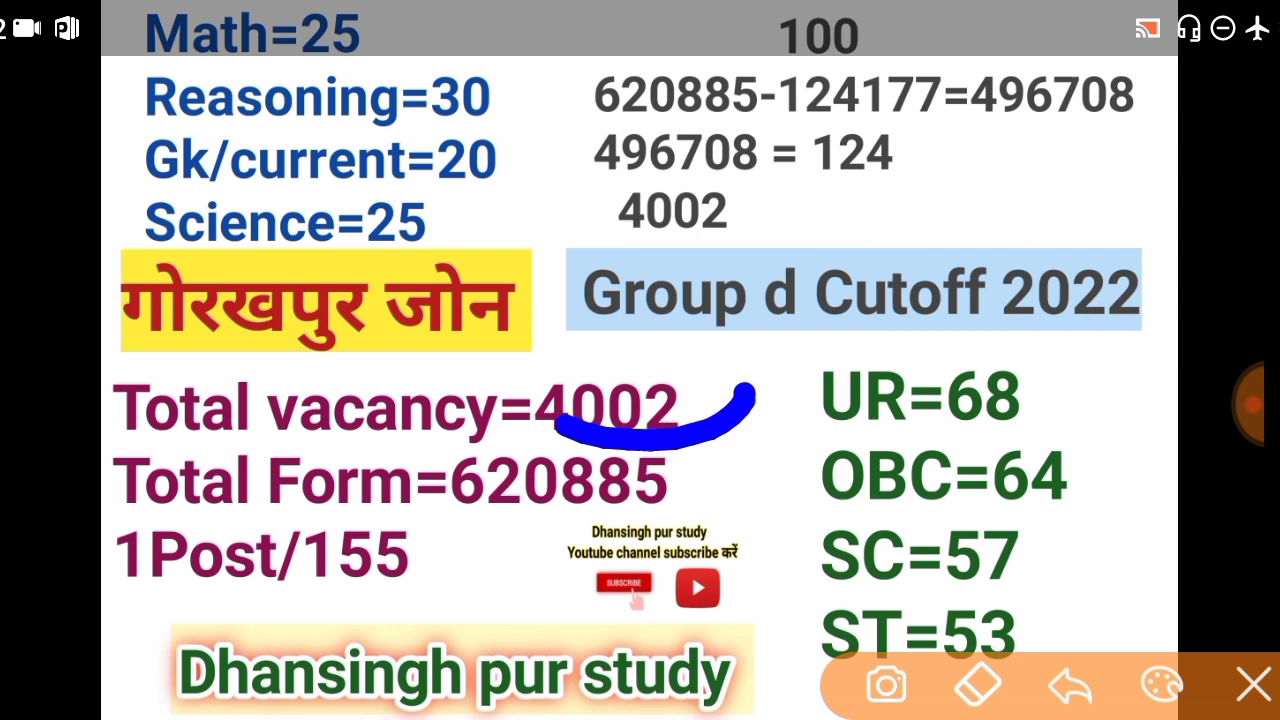 2
Math=25
Reasoning=30
Gk/current=20
Science=25
100
620885-124177=496708
496708 = 124
4002
गोरखपुर जोन
Group d Cutoff 2022
Total vacancy=4002
Total Form=620885
1Post/155
UR=68
OBC=64
SC=57
ST=53
Dhansingh pur study
Youtube channel subscribe करें
SUBSCRIBE
Dhansingh pur study